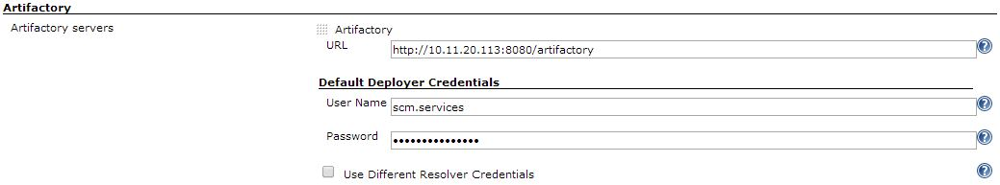 Artifactory
Artifactory servers
Artifactory
URL
http://10.11.20.113:8080/artifactory
Default Deployer Credentials
User Name
scm.services
Password
•••••••••••••••
Use Different Resolver Credentials